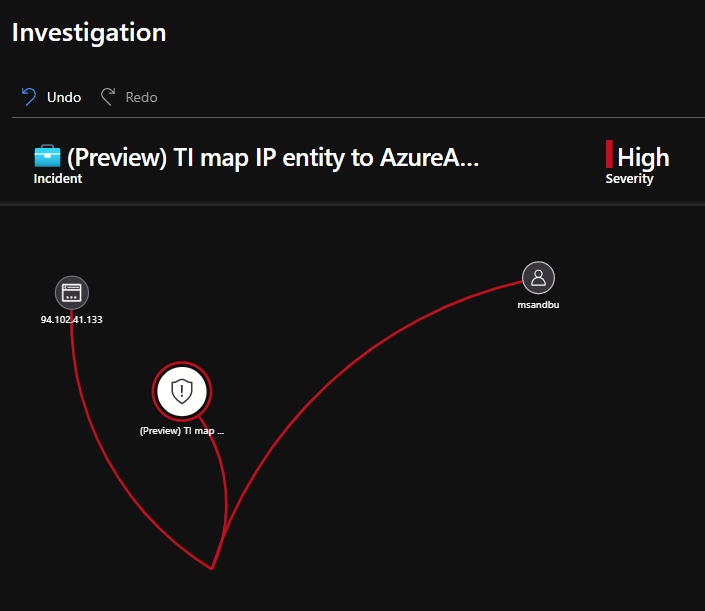 Investigation
Undo
Redo
(Preview) TI map IP entity to AzureA...
Incident
High
Severity
94.102.41.133
msandbu
(Preview) TI map ...